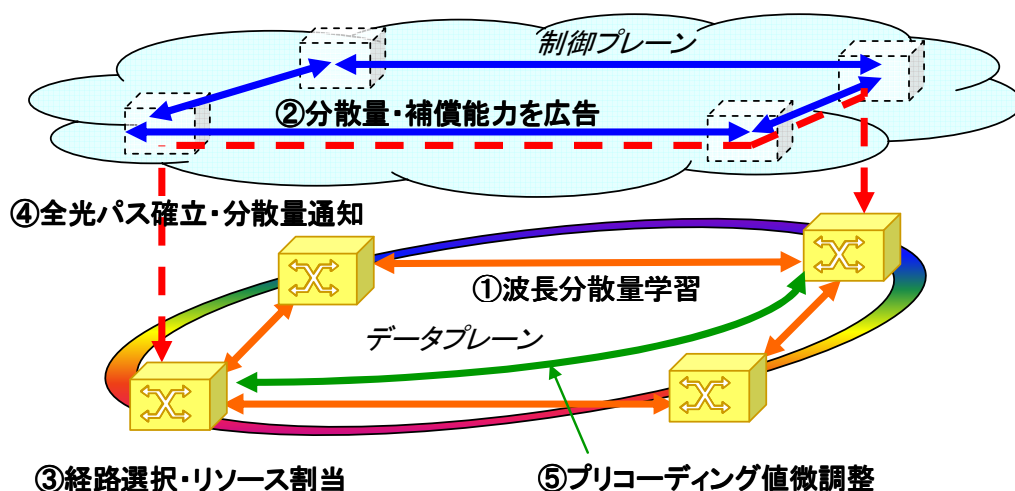 制御プレーン
②分散量・補償能力を広告
④全光パス確立・分散量通知
①波長分散量学習
データプレーン
③経路選択・リソース割当
⑤プリコーディング値微調整